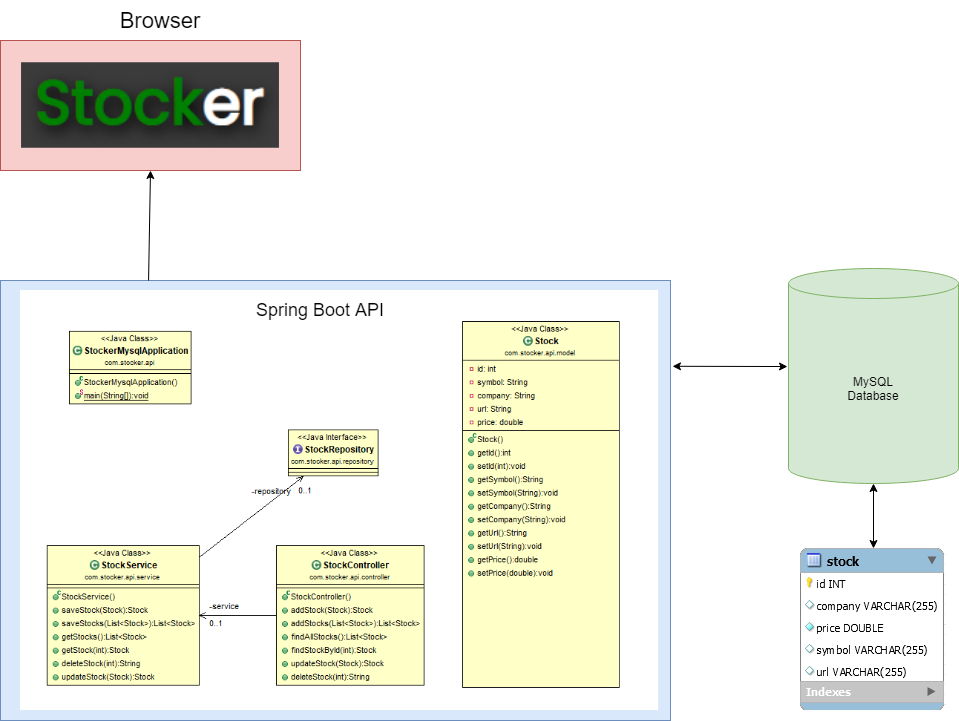 Browser
Stocker
Spring Boot API
<<Java Class>>
StockerMysqlApplication
com.stocker.api
StockerMysqlApplication()
main(String[]):void
<<Java Interface>>
StockRepository
com.stocker.api.repository
-repository 0..1
<<Java Class>>
StockService
com.stocker.api.service
StockService()
saveStock(Stock):Stock
saveStocks(List<Stock>):List<Stock>
getStocks():List<Stock>
getStock(int):Stock
deleteStock(int):String
updateStock(Stock):Stock
-service
0..1
<<Java Class>>
StockController
com.stocker.api.controller
StockController()
addStock(Stock):Stock
addStocks(List<Stock>):List<Stock>
findAllStocks():List<Stock>
findStockById(int):Stock
updateStock(Stock):Stock
deleteStock(int):String
<<Java Class>>
Stock
com.stocker.api.model
id: int
symbol: String
company: String
url: String
price: double
Stock()
getId():int
setId(int):void
getSymbol():String
setSymbol(String):void
getCompany():String
setCompany(String):void
getUrl():String
setUrl(String):void
getPrice():double
setPrice(double):void
MySQL
Database
stock
id INT
company VARCHAR(255)
price DOUBLE
symbol VARCHAR(255)
url VARCHAR(255)
Indexes